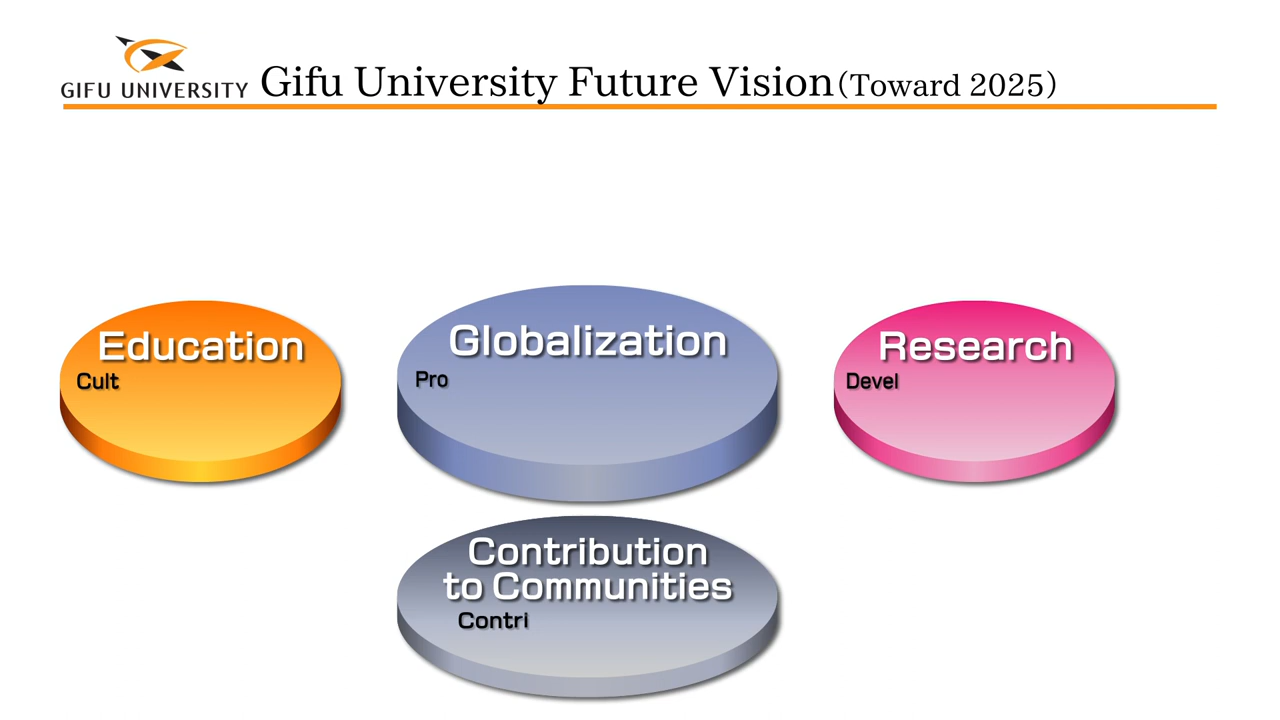 GIFU UNIVERSITY
Gifu University Future Vision(Toward 2025)
Education
Cult
Globalization
Pro
Research
Devel
Contribution
to Communities
Contri